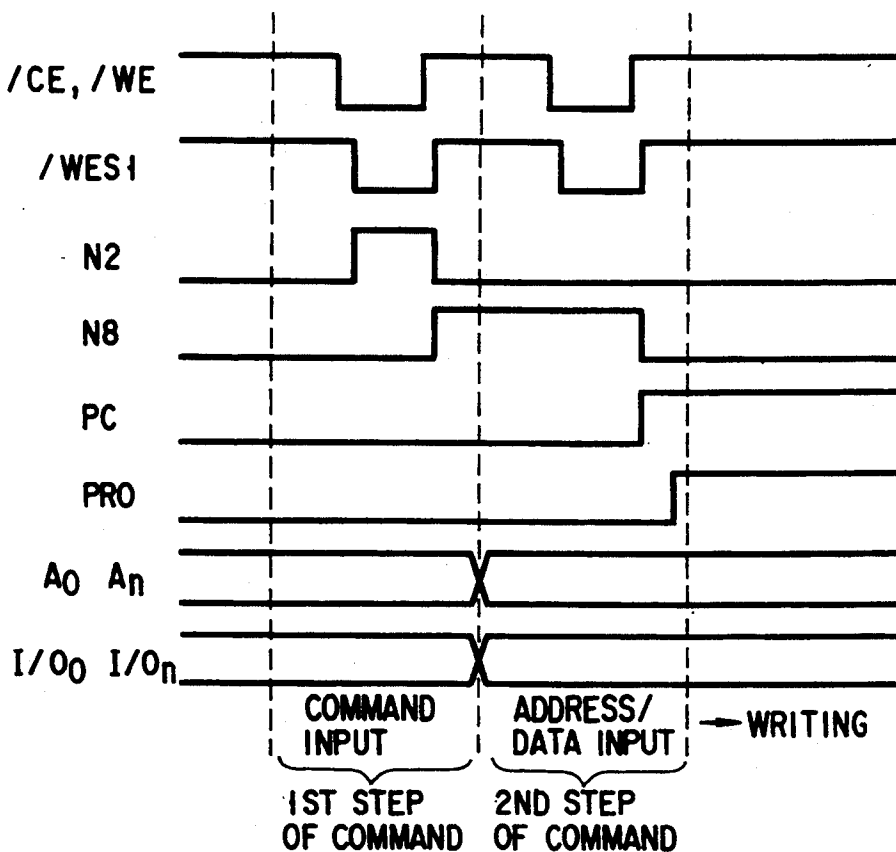 /CE, /WE
/WES1
N2
N8
PC
PRO
A0 An
I/O0 I/On
COMMAND
INPUT
ADDRESS/
DATA INPUT
WRITING
1ST STEP
OF COMMAND
2ND STEP
OF COMMAND